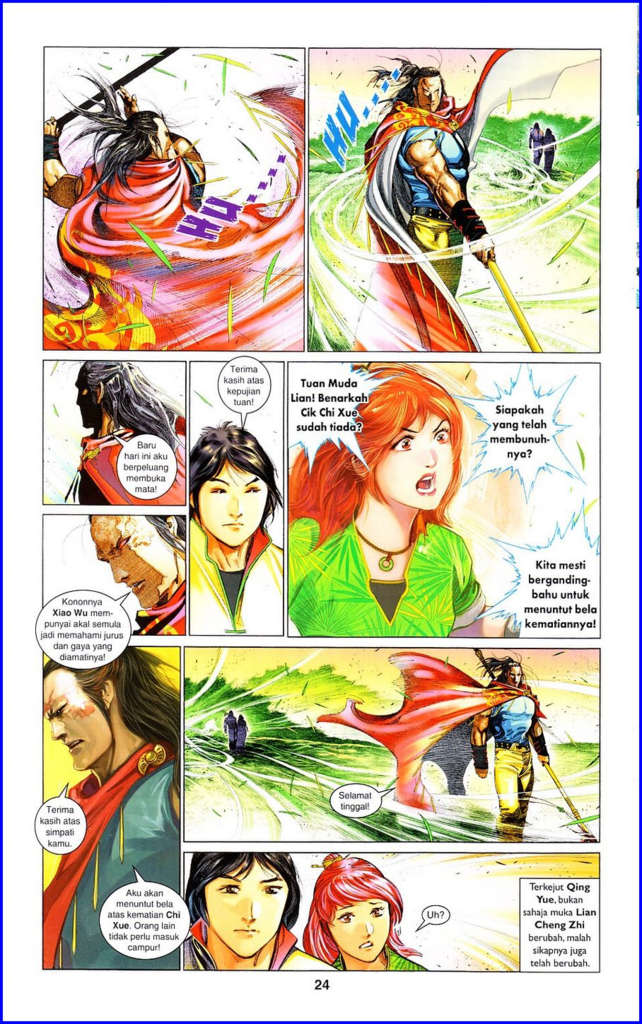 HU.....
HU.....
Baru
hari ini aku
berpeluang
membuka
mata!
Terima
kasih atas
kepujian
tuan!
Tuan Muda
Lian! Benarkah
Cik Chi Xue
sudah tiada?
Siapakah
yang telah
membunuh-
nya?
Kita mesti
berganding-
bahu untuk
menuntut bela
kematiannya!
Kononnya
Xiao Wu mem-
punyai akal semula
jadi memahami jurus
dan gaya yang
diamatinya!
Terima
kasih atas
simpati
kamu.
Aku akan
menuntut bela
atas kematian Chi
Xue. Orang lain
tidak perlu masuk
campur!
Selamat
tinggal!
Uh?
Terkejut Qing
Yue, bukan
sahaja muka Lian
Cheng Zhi
berubah, malah
sikapnya juga
telah berubah.
24